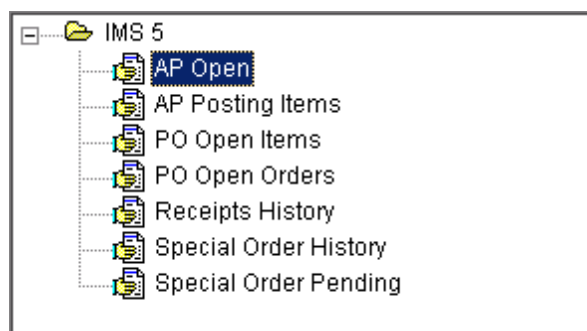 IMS 5
AP Open
AP Posting Items
PO Open Items
PO Open Orders
Receipts History
Special Order History
Special Order Pending